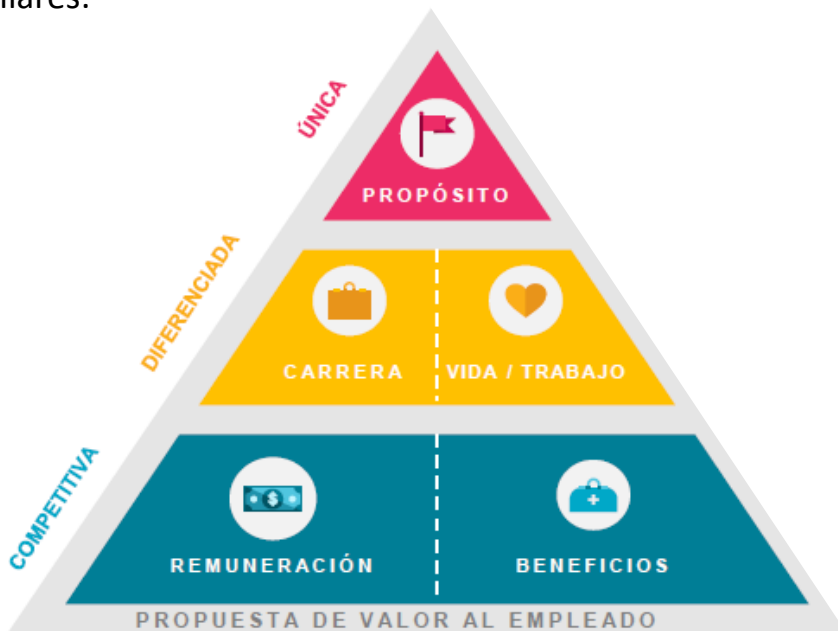 ÚNICA
PROPÓSITO
DIFERENCIADA
CARRERA
VIDA / TRABAJO
COMPETITIVA
$
REMUNERACIÓN
BENEFICIOS
PROPUESTA DE VALOR AL EMPLEADO